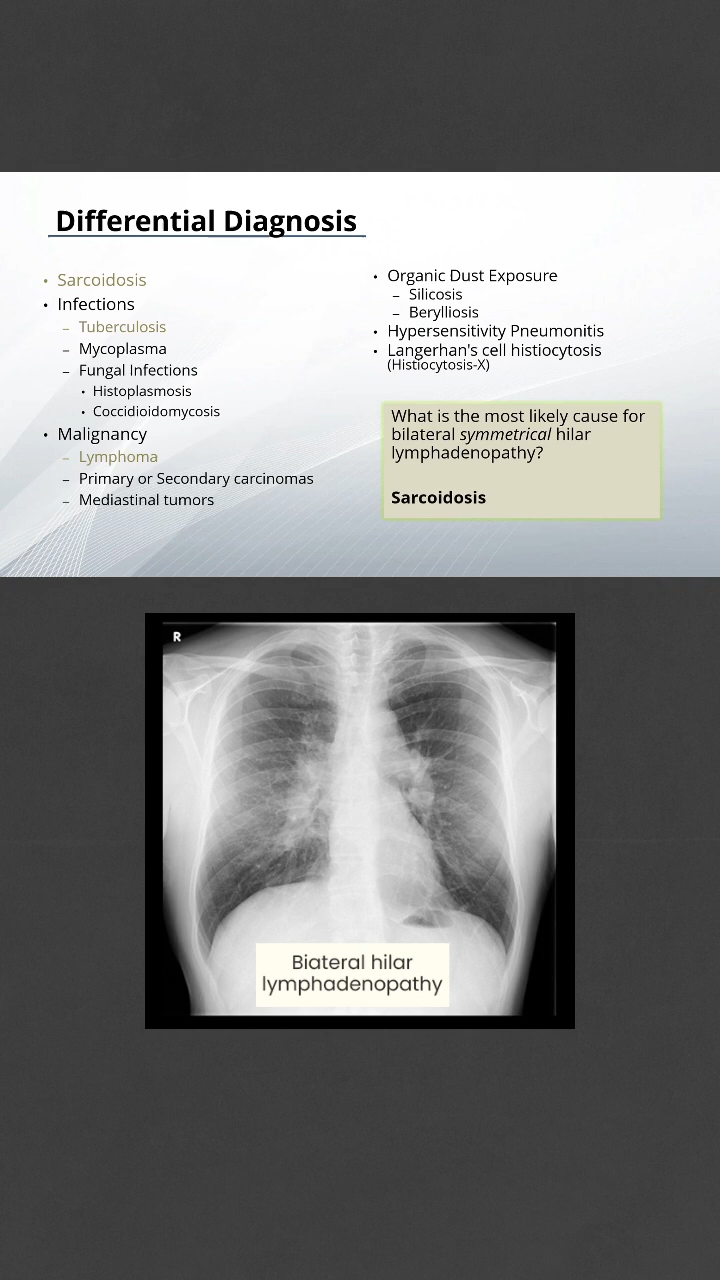 Differential Diagnosis
• Sarcoidosis
• Infections
– Tuberculosis
– Mycoplasma
– Fungal Infections
• Histoplasmosis
• Coccidioidomycosis
• Malignancy
– Lymphoma
– Primary or Secondary carcinomas
– Mediastinal tumors
• Organic Dust Exposure
– Silicosis
– Berylliosis
• Hypersensitivity Pneumonitis
• Langerhan's cell histiocytosis
(Histiocytosis-X)
What is the most likely cause for
bilateral symmetrical hilar
lymphadenopathy?
Sarcoidosis
R
Biateral hilar
lymphadenopathy